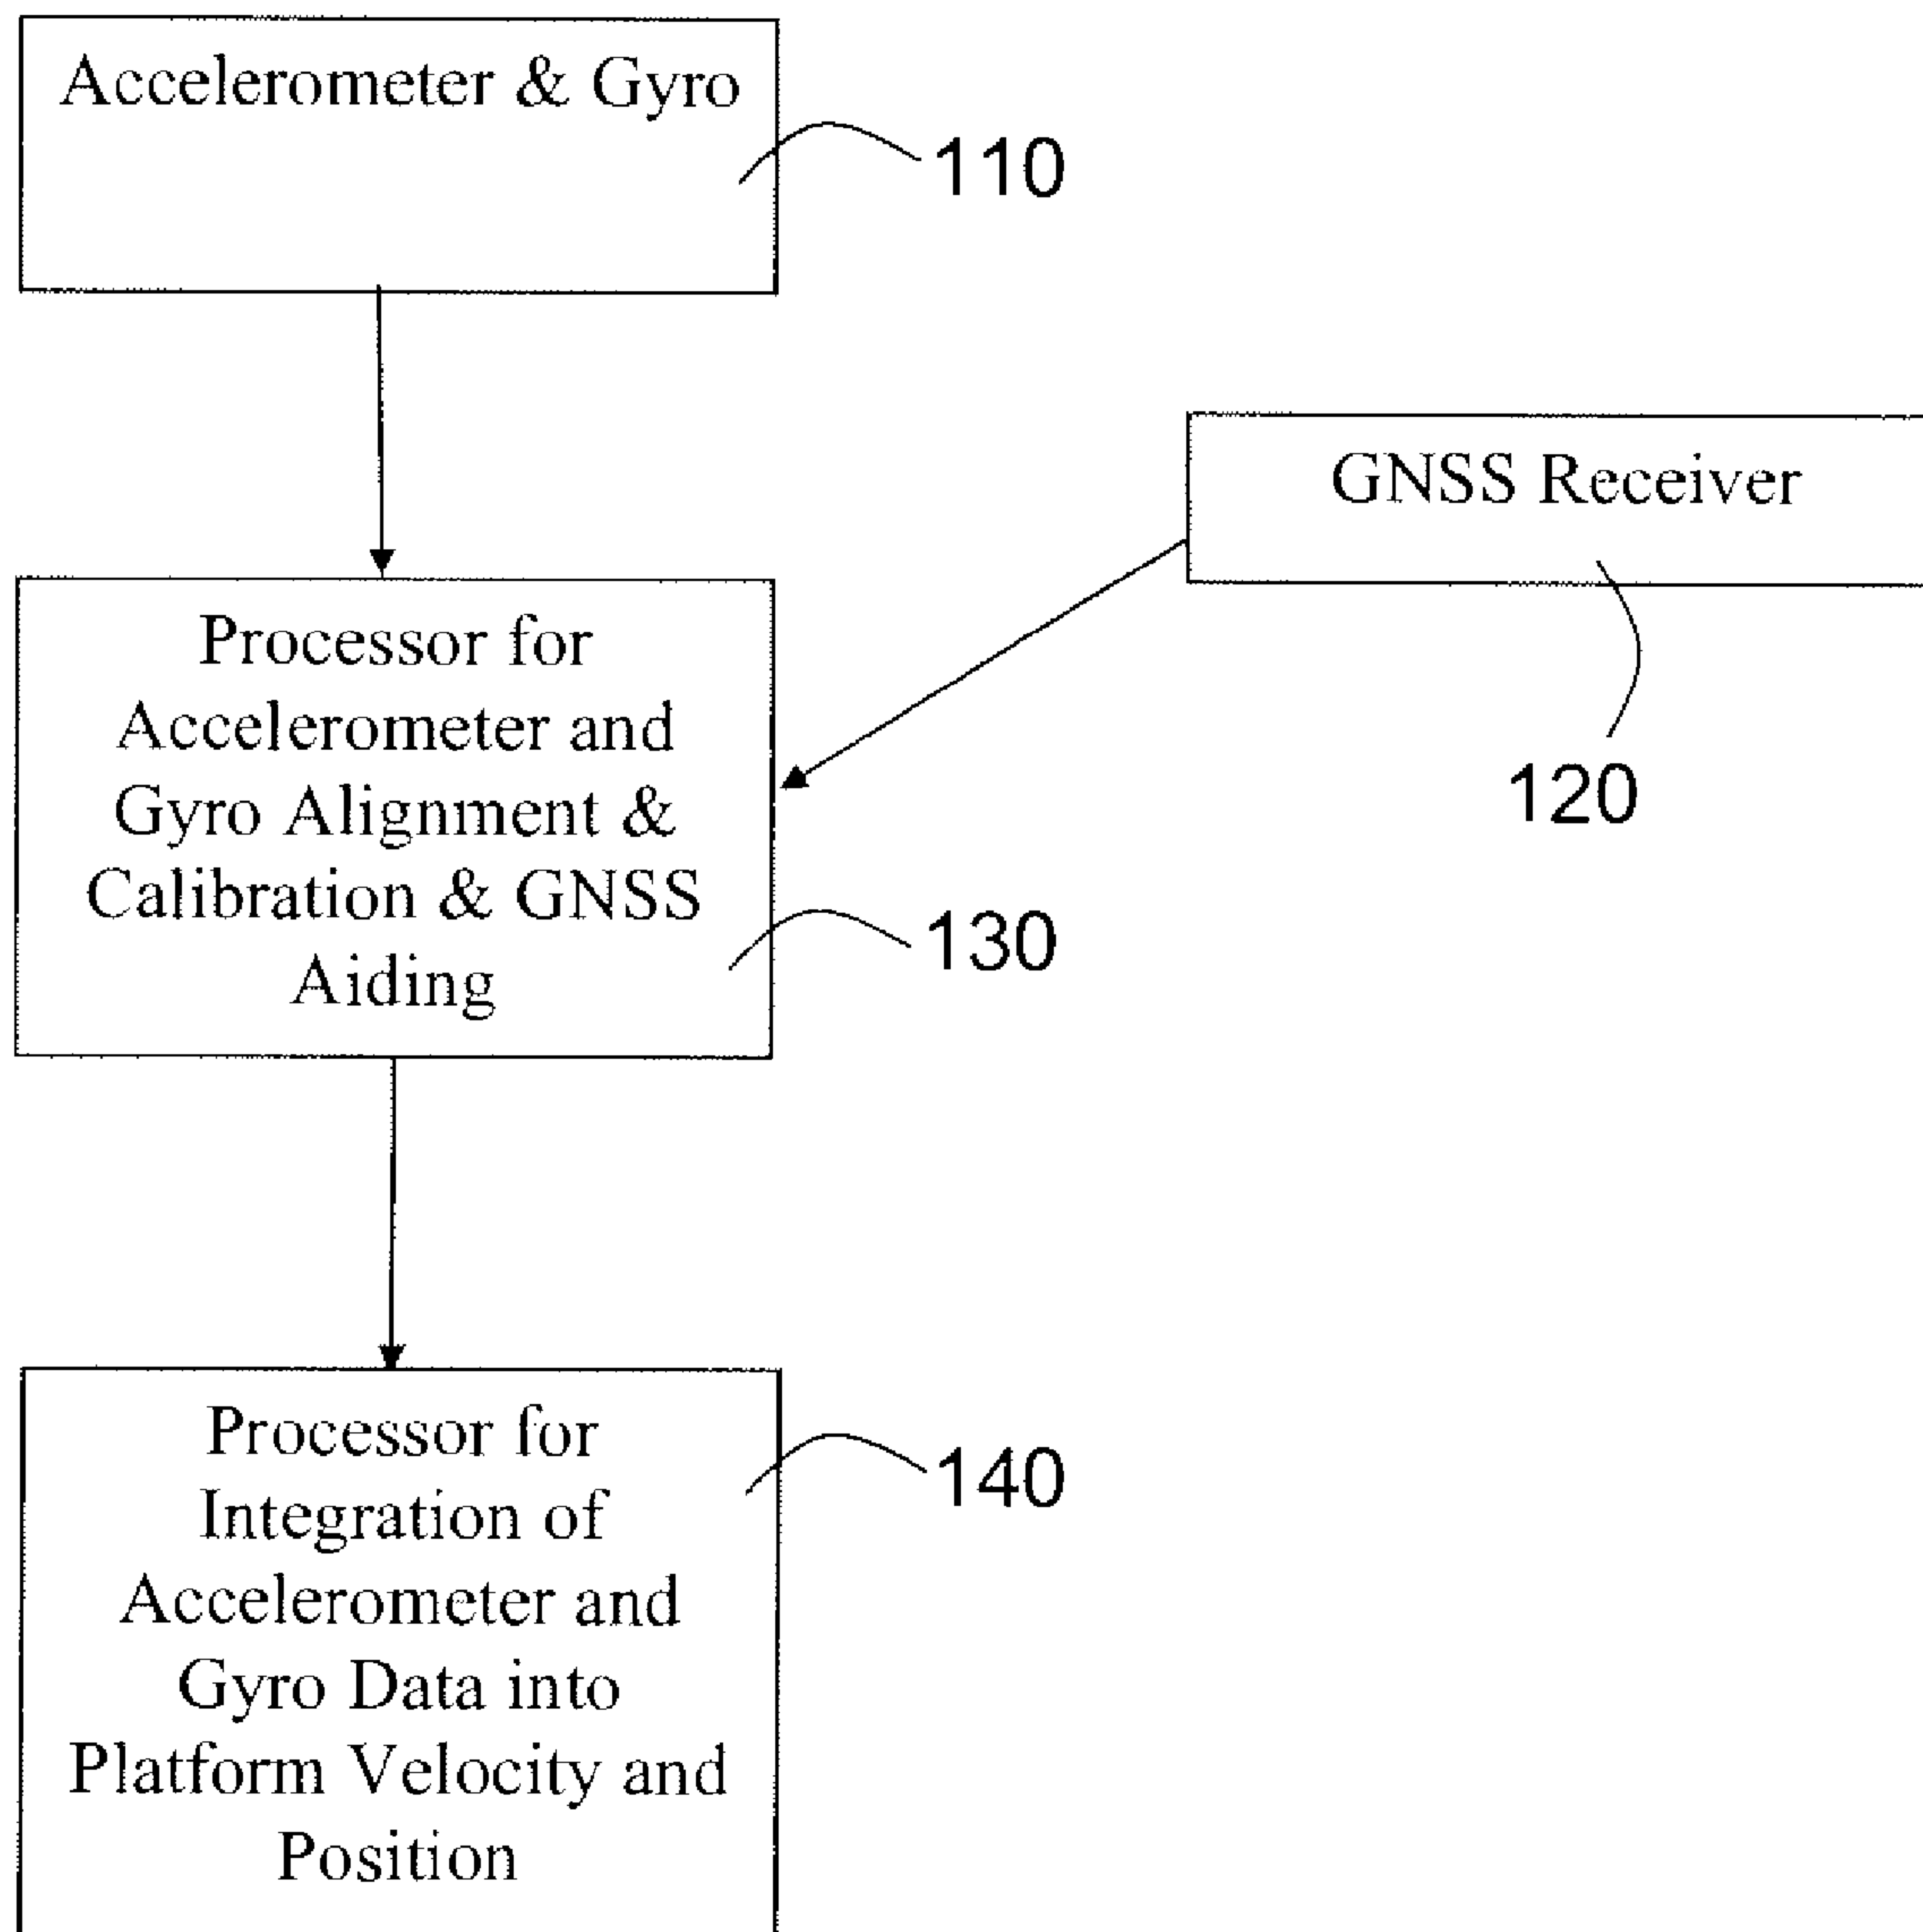 Accelerometer & Gyro
110
GNSS Receiver
120
Processor for
Accelerometer and
Gyro Alignment &
Calibration & GNSS
Aiding
130
Processor for
Integration of
Accelerometer and
Gyro Data into
Platform Velocity and
Position
140